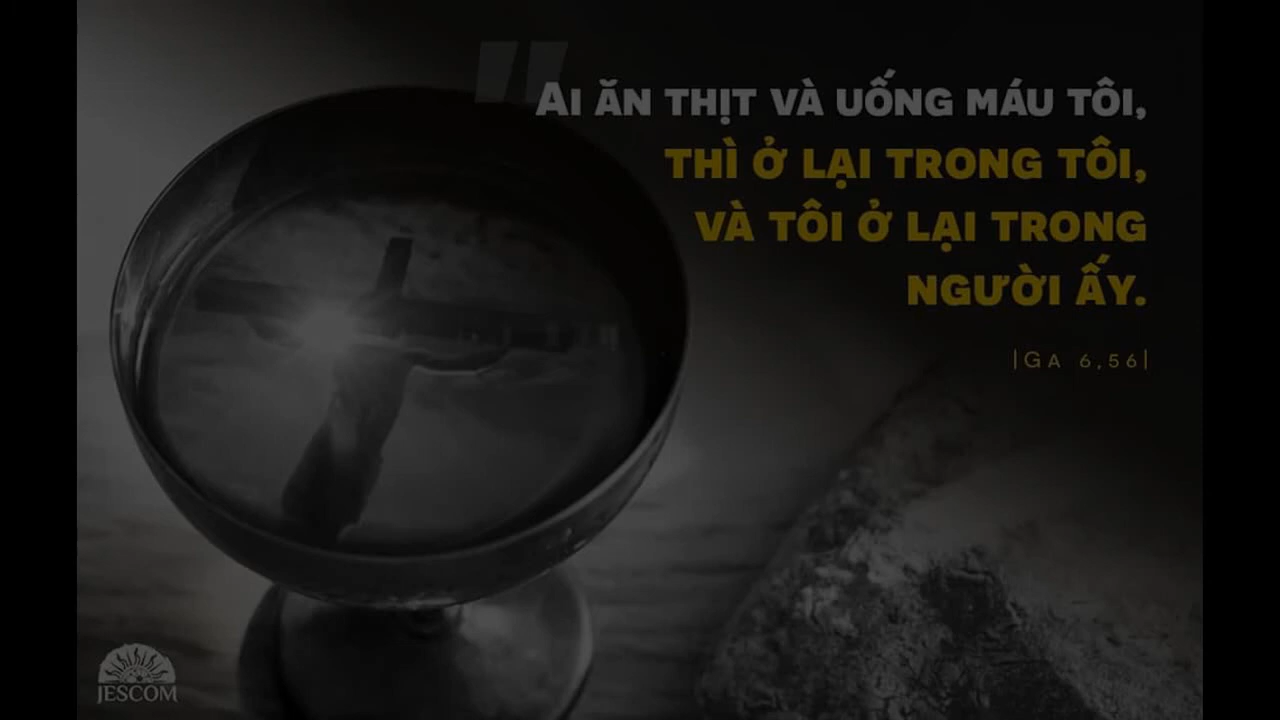 "AI ĂN THỊT VÀ UỐNG MÁU TÔI,
THÌ Ở LẠI TRONG TÔI,
VÀ TÔI Ở LẠI TRONG
NGƯỜI ẤY.
|GA 6,56|
JESCOM